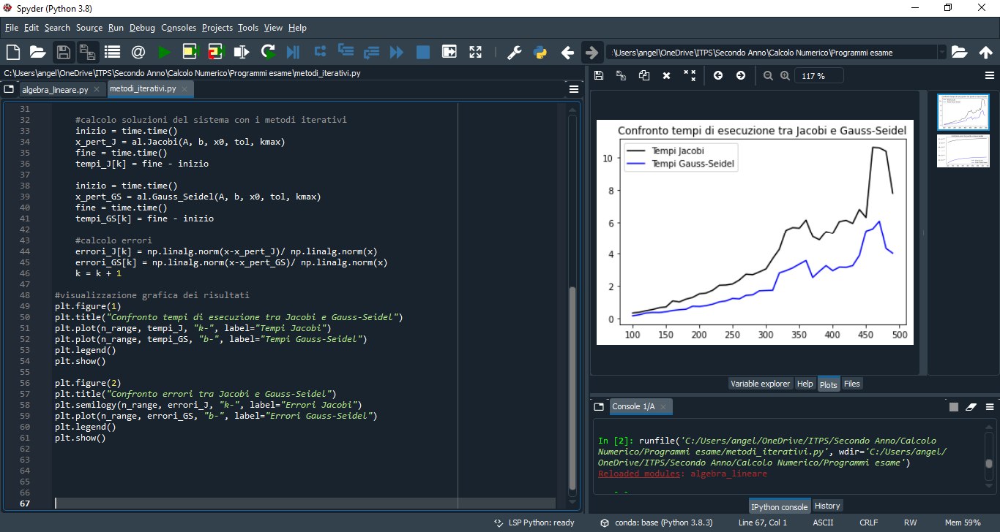 Spyder (Python 3.8)
File Edit Search Source Run Debug Consoles Projects Tools View Help
:\Users\angel\OneDrive\ITPS\Secondo Anno\Calcolo Numerico\Programmi esame
C:\Users\angel\OneDrive\ITPS\Secondo Anno\Calcolo Numerico\Programmi esame\metodi_iterativi.py
algebra_lineare.py metodi_iterativi.py
31
32 #calcolo soluzioni del sistema con i metodi iterativi
33 inizio = time.time()
34 x_pert_J = al.Jacobi(A, b, x0, tol, kmax)
35 fine = time.time()
36 tempi_J[k] = fine - inizio
37
38 inizio = time.time()
39 x_pert_GS = al.Gauss_Seidel(A, b, x0, tol, kmax)
40 fine = time.time()
41 tempi_GS[k] = fine - inizio
42
43 #calcolo errori
44 errori_J[k] = np.linalg.norm(x-x_pert_J)/ np.linalg.norm(x)
45 errori_GS[k] = np.linalg.norm(x-x_pert_GS)/ np.linalg.norm(x)
46 k = k + 1
47
48 #visualizzazione grafica dei risultati
49 plt.figure(1)
50 plt.title("Confronto tempi di esecuzione tra Jacobi e Gauss-Seidel")
51 plt.plot(n_range, tempi_J, "k-", label="Tempi Jacobi")
52 plt.plot(n_range, tempi_GS, "b-", label="Tempi Gauss-Seidel")
53 plt.legend()
54 plt.show()
55
56 plt.figure(2)
57 plt.title("Confronto errori tra Jacobi e Gauss-Seidel")
58 plt.semilogy(n_range, errori_J, "k-", label="Errori Jacobi")
59 plt.plot(n_range, errori_GS, "b-", label="Errori Gauss-Seidel")
60 plt.legend()
61 plt.show()
62
63
64
65
66
67
117 %
Confronto tempi di esecuzione tra Jacobi e Gauss-Seidel
Tempi Jacobi
Tempi Gauss-Seidel
10
8
6
4
2
0
100 150 200 250 300 350 400 450 500
Variable explorer Help Plots Files
Console 1/A
In [2]: runfile('C:/Users/angel/OneDrive/ITPS/Secondo Anno/Calcolo
Numerico/Programmi esame/metodi_iterativi.py', wdir='C:/Users/angel/
OneDrive/ITPS/Secondo Anno/Calcolo Numerico/Programmi esame')
Reloaded modules: algebra_lineare
IPython console History
LSP Python: ready conda: base (Python 3.8.3) Line 67, Col 1 ASCII CRLF RW Mem 59%